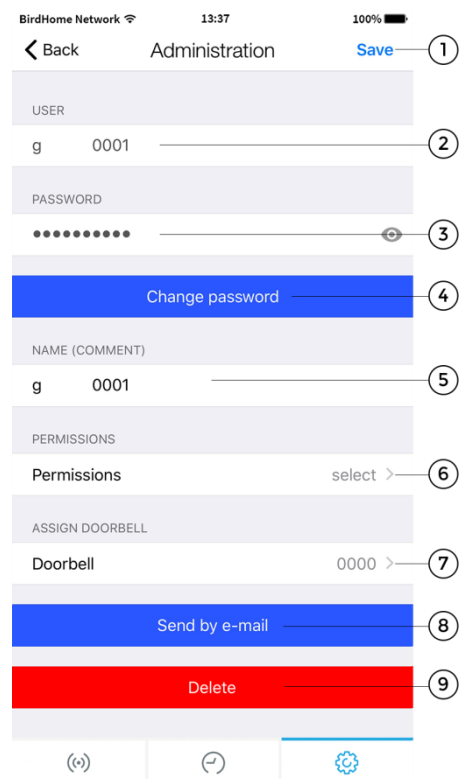 BirdHome Network 13:37 100%
Back Administration Save 1
USER
g 0001 2
PASSWORD
●●●●●●●●●● 3
Change password 4
NAME (COMMENT)
g 0001 5
PERMISSIONS
Permissions select > 6
ASSIGN DOORBELL
Doorbell 0000 > 7
Send by e-mail 8
Delete 9